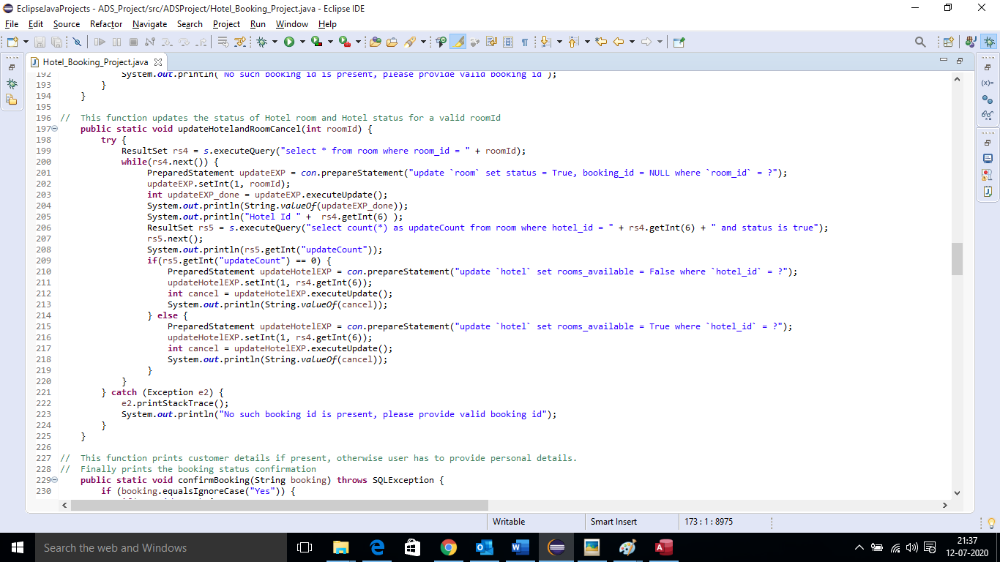 EclipseJavaProjects - ADS_Project/src/ADSProject/Hotel_Booking_Project.java - Eclipse IDE
File Edit Source Refactor Navigate Search Project Run Window Help
Hotel_Booking_Project.java
192 System.out.println("No such booking id is present, please provide valid booking id");
193 }
194 }
195
196 // This function updates the status of Hotel room and Hotel status for a valid roomId
197 public static void updateHotelandRoomCancel(int roomId) {
198 try {
199 ResultSet rs4 = s.executeQuery("select * from room where room_id = " + roomId);
200 while(rs4.next()) {
201 PreparedStatement updateEXP = con.prepareStatement("update `room` set status = True, booking_id = NULL where `room_id` = ?");
202 updateEXP.setInt(1, roomId);
203 int updateEXP_done = updateEXP.executeUpdate();
204 System.out.println(String.valueOf(updateEXP_done));
205 System.out.println("Hotel Id " +  rs4.getInt(6) );
206 ResultSet rs5 = s.executeQuery("select count(*) as updateCount from room where hotel_id = " + rs4.getInt(6) + " and status is true");
207 rs5.next();
208 System.out.println(rs5.getInt("updateCount"));
209 if(rs5.getInt("updateCount") == 0) {
210 PreparedStatement updateHotelEXP = con.prepareStatement("update `hotel` set rooms_available = False where `hotel_id` = ?");
211 updateHotelEXP.setInt(1, rs4.getInt(6));
212 int cancel = updateHotelEXP.executeUpdate();
213 System.out.println(String.valueOf(cancel));
214 } else {
215 PreparedStatement updateHotelEXP = con.prepareStatement("update `hotel` set rooms_available = True where `hotel_id` = ?");
216 updateHotelEXP.setInt(1, rs4.getInt(6));
217 int cancel = updateHotelEXP.executeUpdate();
218 System.out.println(String.valueOf(cancel));
219 }
220 }
221 } catch (Exception e2) {
222 e2.printStackTrace();
223 System.out.println("No such booking id is present, please provide valid booking id");
224 }
225 }
226
227 // This function prints customer details if present, otherwise user has to provide personal details.
228 // Finally prints the booking status confirmation
229 public static void confirmBooking(String booking) throws SQLException {
230 if (booking.equalsIgnoreCase("Yes")) {
Writable Smart Insert 173 : 1 : 8975
Search the web and Windows
21:37
12-07-2020